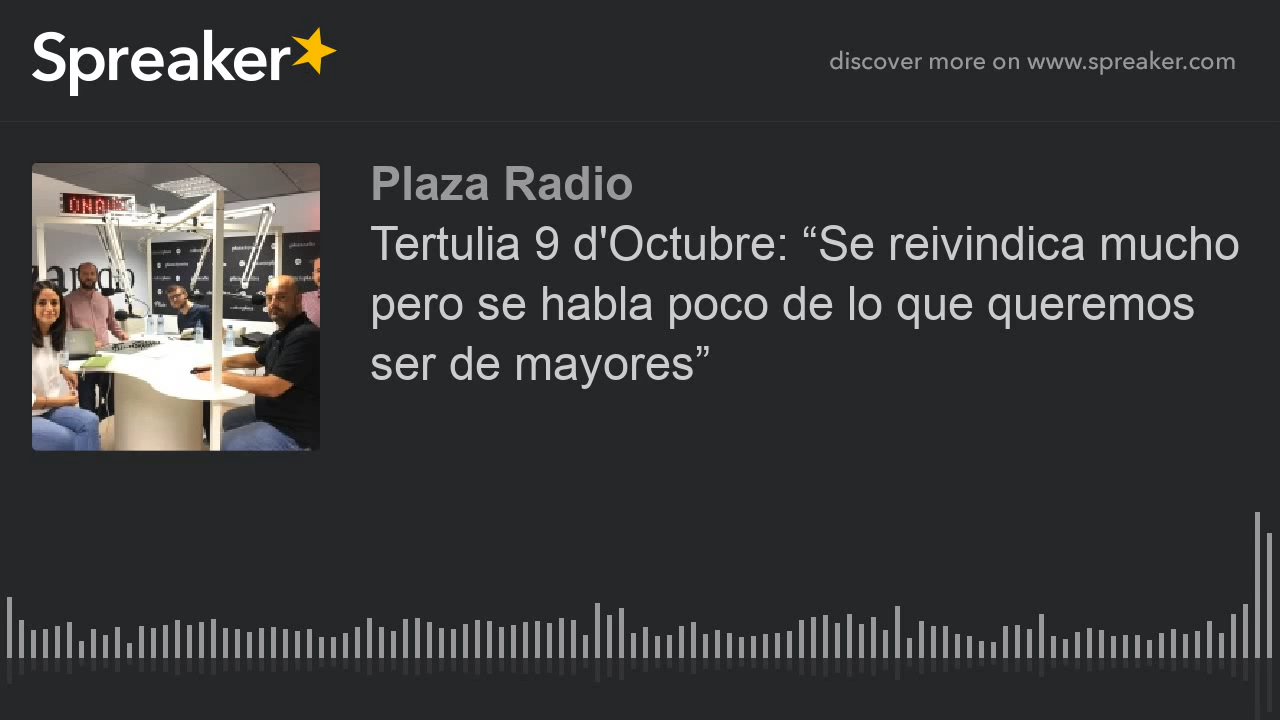 Spreaker
discover more on www.spreaker.com
Plaza Radio
Tertulia 9 d'Octubre: “Se reivindica mucho
pero se habla poco de lo que queremos
ser de mayores”